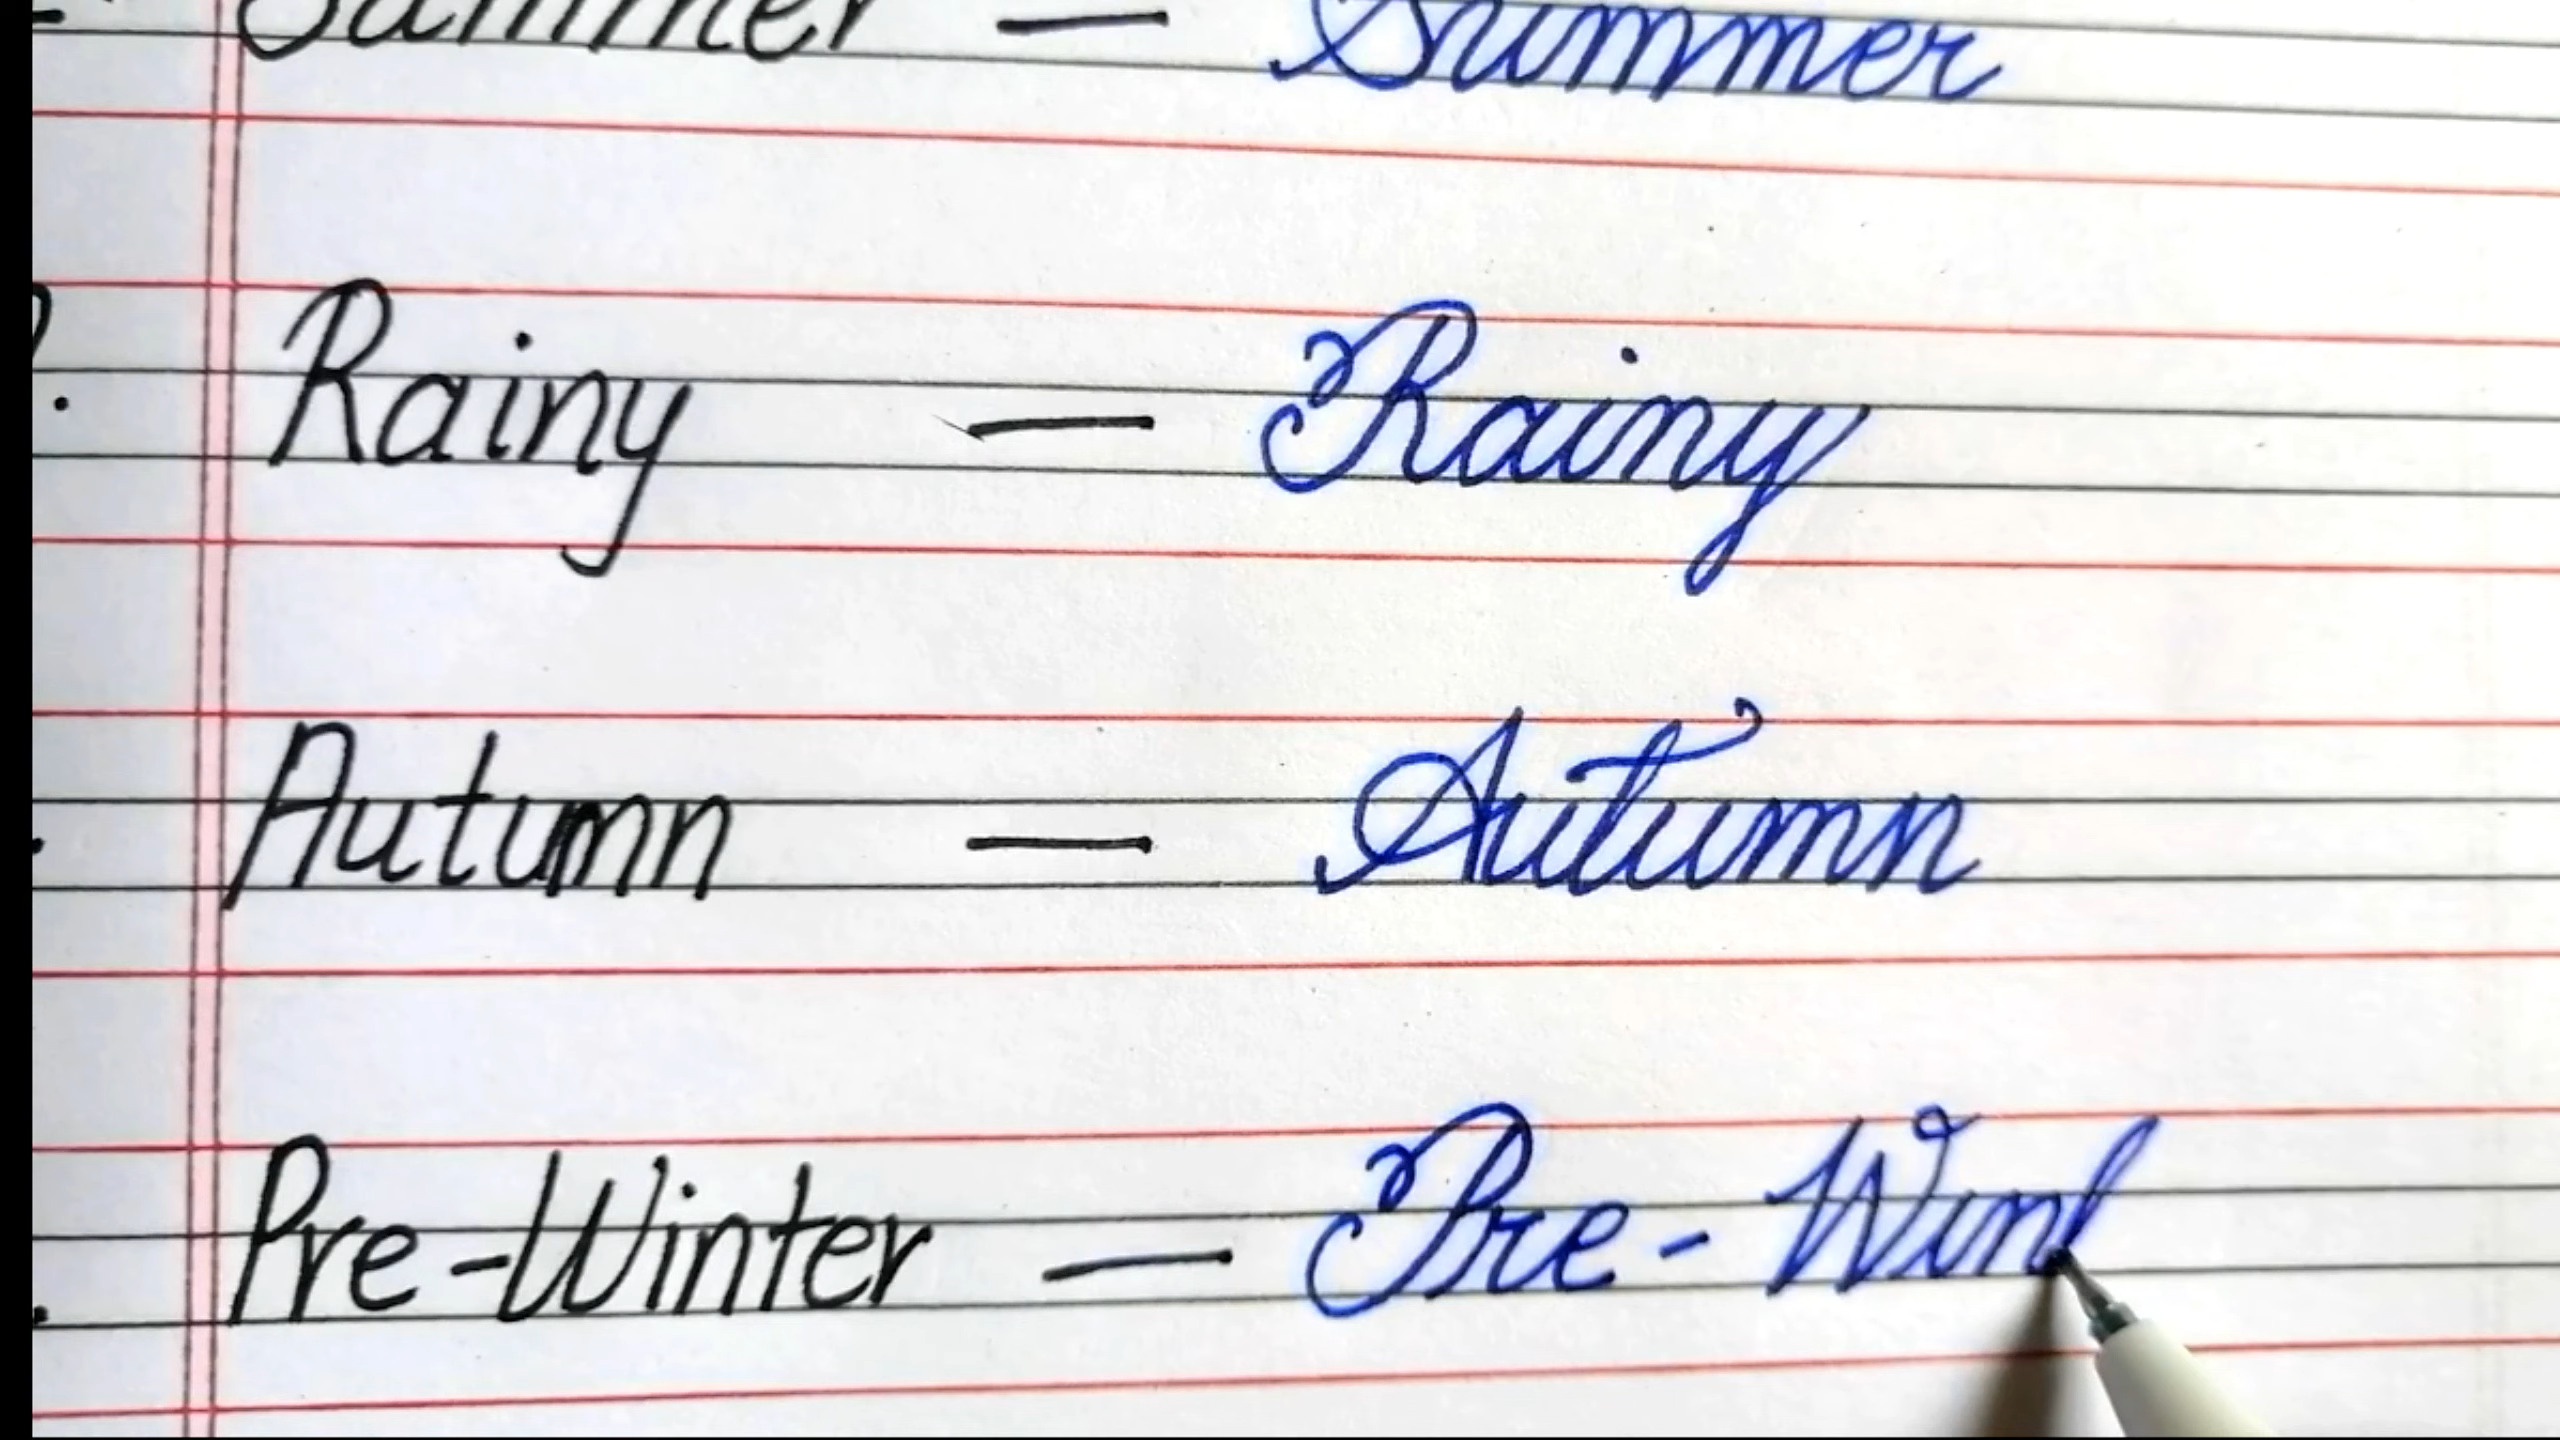 Summer — Summer
Rainy — Rainy
Autumn — Autumn
Pre-Winter — Pre-Wint